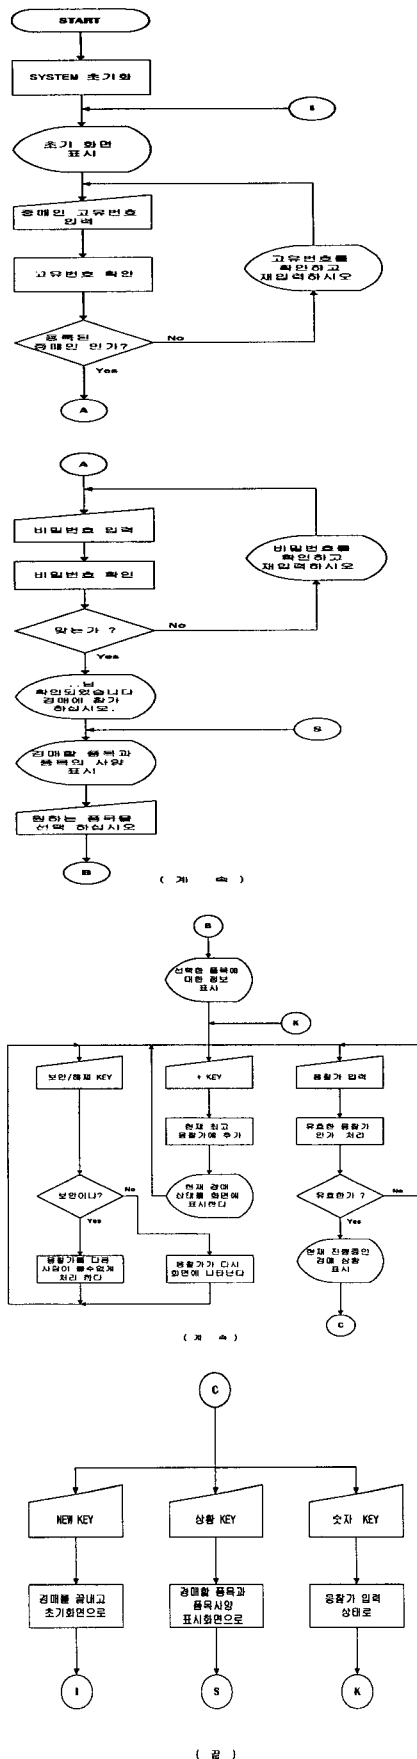 START
SYSTEM 초기화
초기 화면
표시
중매인 고유번호
입력
고유번호 확인
고유번호를
확인하고
재입력하시오
등록된
중매인 인가?
No
Yes
A
A
비밀번호 입력
비밀번호 확인
비밀번호를
확인하고
재입력하시오
맞는가 ?
No
Yes
..님
확인되었습니다
경매에 참가
하십시오.
S
경매할 품목과
품목의 사양
표시
원하는 품목을
선택 하십시오
B
( 계 속 )
B
선택한 품목에
대한 정보
표시
K
보안/해제 KEY
+ KEY
응찰가 입력
현재 최고
응찰가에 추가
유효한 응찰가
인가 처리
보안이냐?
No
Yes
현재 경매
상태를 화면에
표시한다
유효한가 ?
No
Yes
응찰가를 다른
사람이 볼수없게
처리 한다
응찰가가 다시
화면에 나타난다
현재 진행중인
경매 상황
표시
C
( 계 속 )
C
NEW KEY
상황 KEY
숫자 KEY
경매를 끝내고
초기화면으로
경매할 품목과
품목사양
표시화면으로
응찰가 입력
상태로
I
S
K
( 끝 )